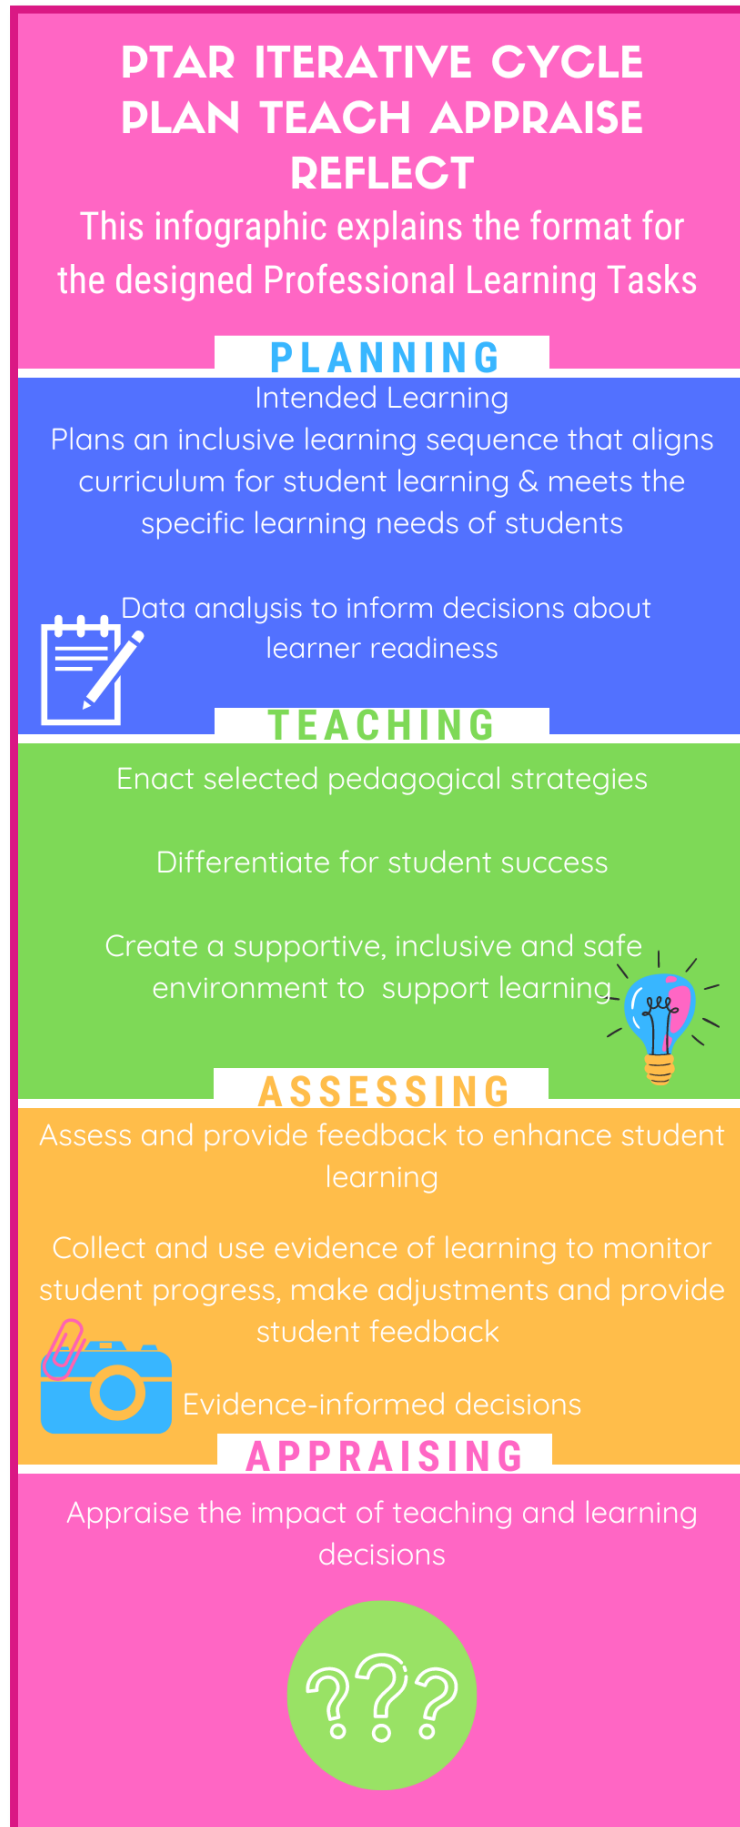 PTAR ITERATIVE CYCLE
PLAN TEACH APPRAISE
REFLECT
This infographic explains the format for
the designed Professional Learning Tasks
PLANNING
Intended Learning
Plans an inclusive learning sequence that aligns
curriculum for student learning & meets the
specific learning needs of students
Data analysis to inform decisions about
learner readiness
TEACHING
Enact selected pedagogical strategies
Differentiate for student success
Create a supportive, inclusive and safe
environment to support learning
ASSESSING
Assess and provide feedback to enhance student
learning
Collect and use evidence of learning to monitor
student progress, make adjustments and provide
student feedback
Evidence-informed decisions
APPRAISING
Appraise the impact of teaching and learning
decisions
???